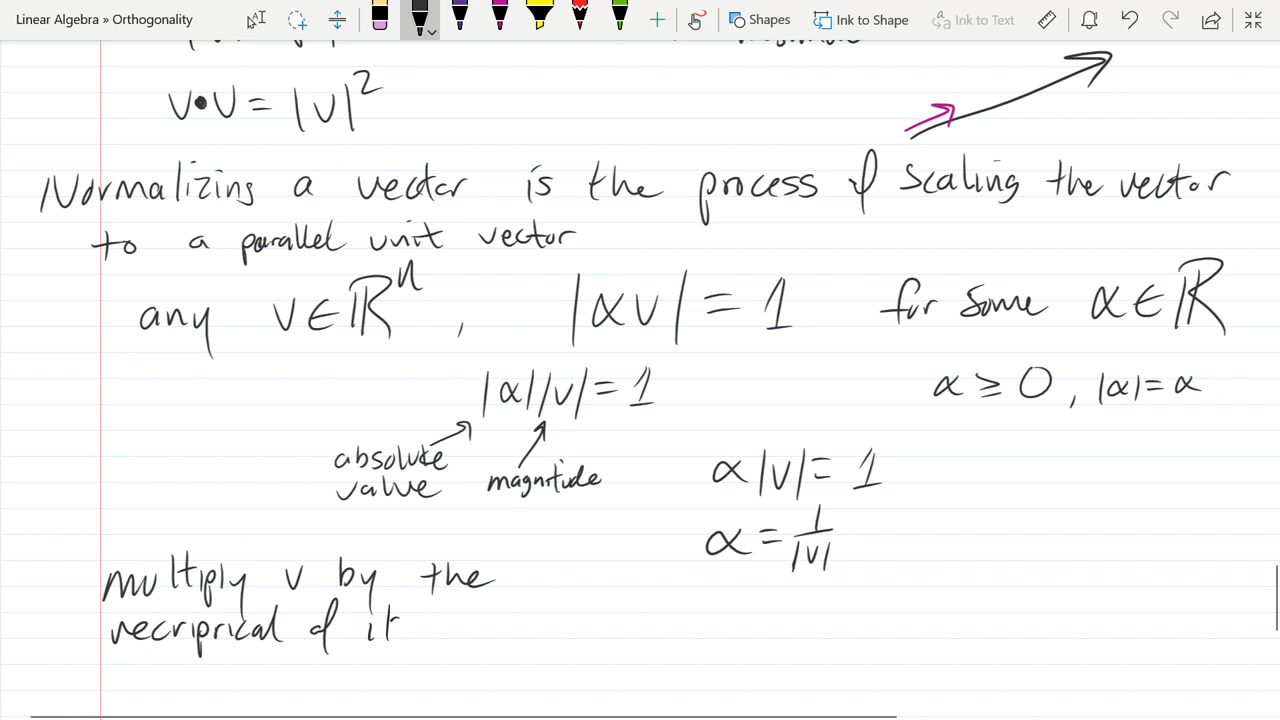 Linear Algebra » Orthogonality
Shapes
Ink to Shape
Ink to Text
v•v = |v|²
Normalizing a vector is the process of scaling the vector
to a parallel unit vector
any v∈ℝⁿ, |αv| = 1 for some α∈ℝ
|α||v| = 1
α ≥ 0, |α| = α
absolute
value
magnitude
α|v| = 1
α = 1/|v|
multiply v by the
recriprical of it